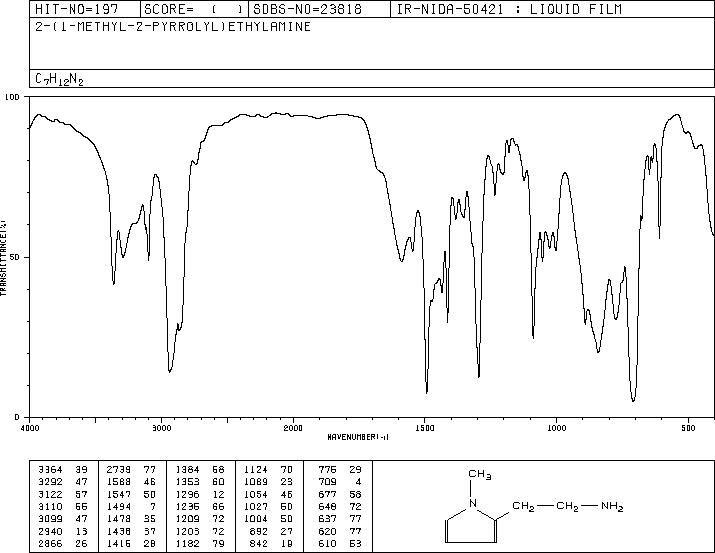 HIT-NO=197 SCORE= ( ) SDBS-NO=23818 IR-NIDA-50421 : LIQUID FILM
2-(1-METHYL-2-PYRROLYL)ETHYLAMINE
C7H12N2
100
TRANSMITTANCE(%)
50
0
4000 3000 2000 1500 1000 500
WAVENUMBER(-1)
3364 39 2739 77 1384 58 1124 70 776 29
3292 47 1588 46 1353 60 1089 23 709 4
3122 57 1547 50 1296 12 1054 46 677 58
3110 55 1494 7 1236 66 1027 50 648 72
3099 47 1478 35 1209 72 1004 50 637 77
2940 13 1438 37 1203 72 892 27 620 77
2866 26 1415 28 1182 79 842 19 610 53
CH3
N
CH2 CH2 NH2